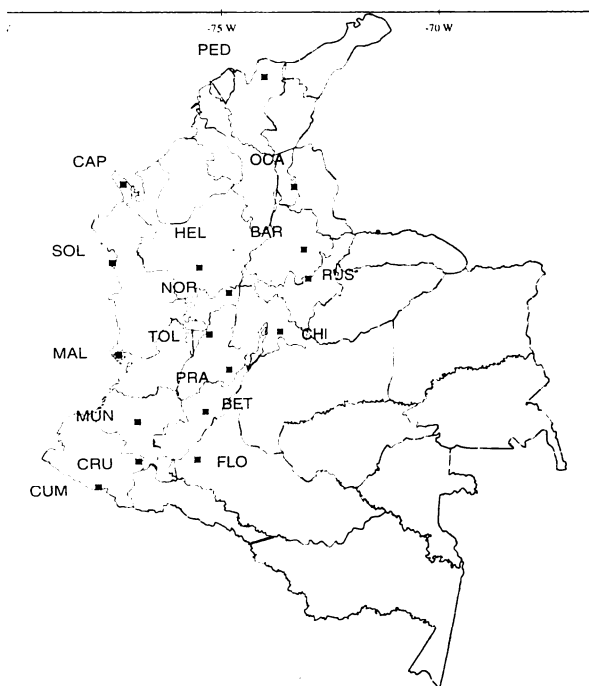 -75 W -70 W
PED
CAP OCA
HEL BAR
SOL
RUS
NOR
TOL CHI
MAL
PRA
BET
MUN
CRU FLO
CUM